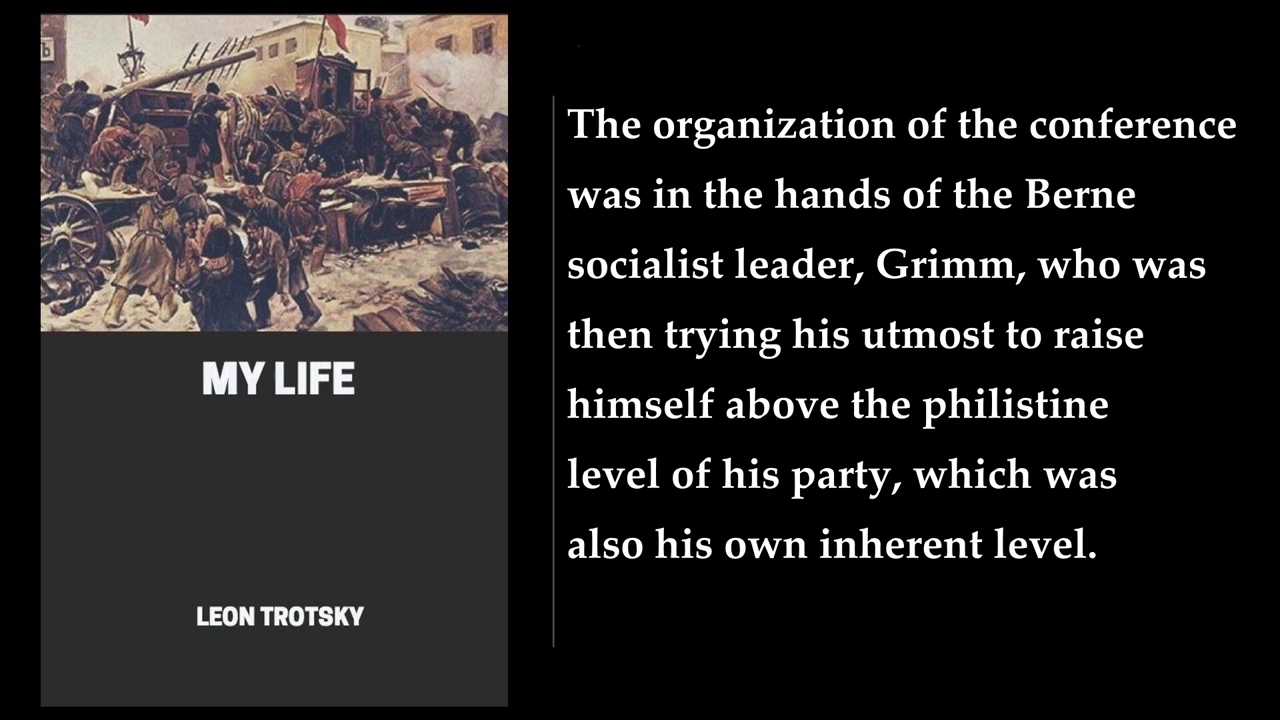 MY LIFE
LEON TROTSKY
The organization of the conference
was in the hands of the Berne
socialist leader, Grimm, who was
then trying his utmost to raise
himself above the philistine
level of his party, which was
also his own inherent level.